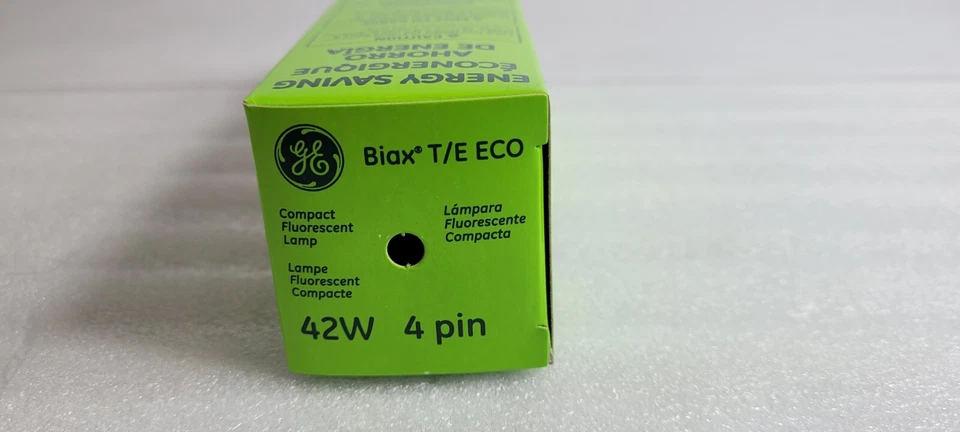 ENERGY SAVING
ÉCONERGIQUE
AHORRO
DE ENERGÍA
GE
Biax® T/E ECO
Compact
Fluorescent
Lamp
Lámpara
Fluorescente
Compacta
Lampe
Fluorescent
Compacte
42W 4 pin